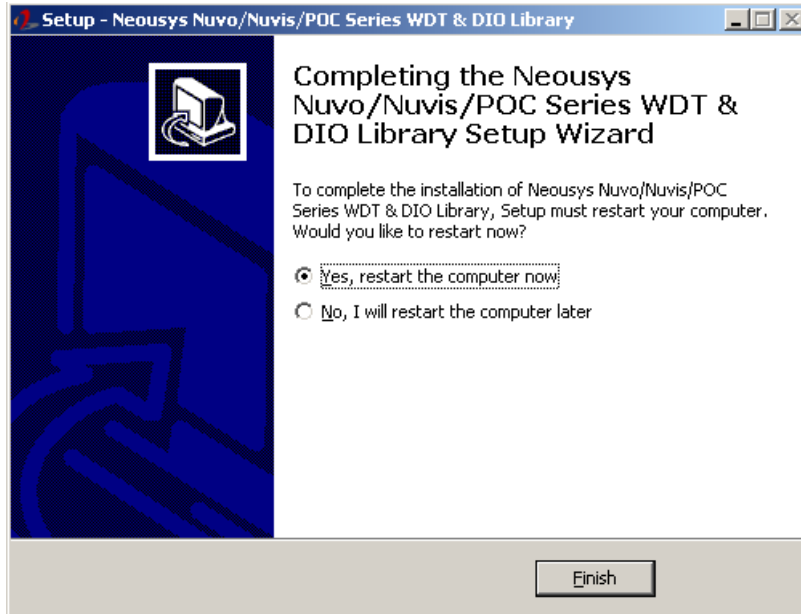 Setup - Neousys Nuvo/Nuvis/POC Series WDT & DIO Library
Completing the Neousys
Nuvo/Nuvis/POC Series WDT &
DIO Library Setup Wizard
To complete the installation of Neousys Nuvo/Nuvis/POC
Series WDT & DIO Library, Setup must restart your computer.
Would you like to restart now?
Yes, restart the computer now
No, I will restart the computer later
Finish